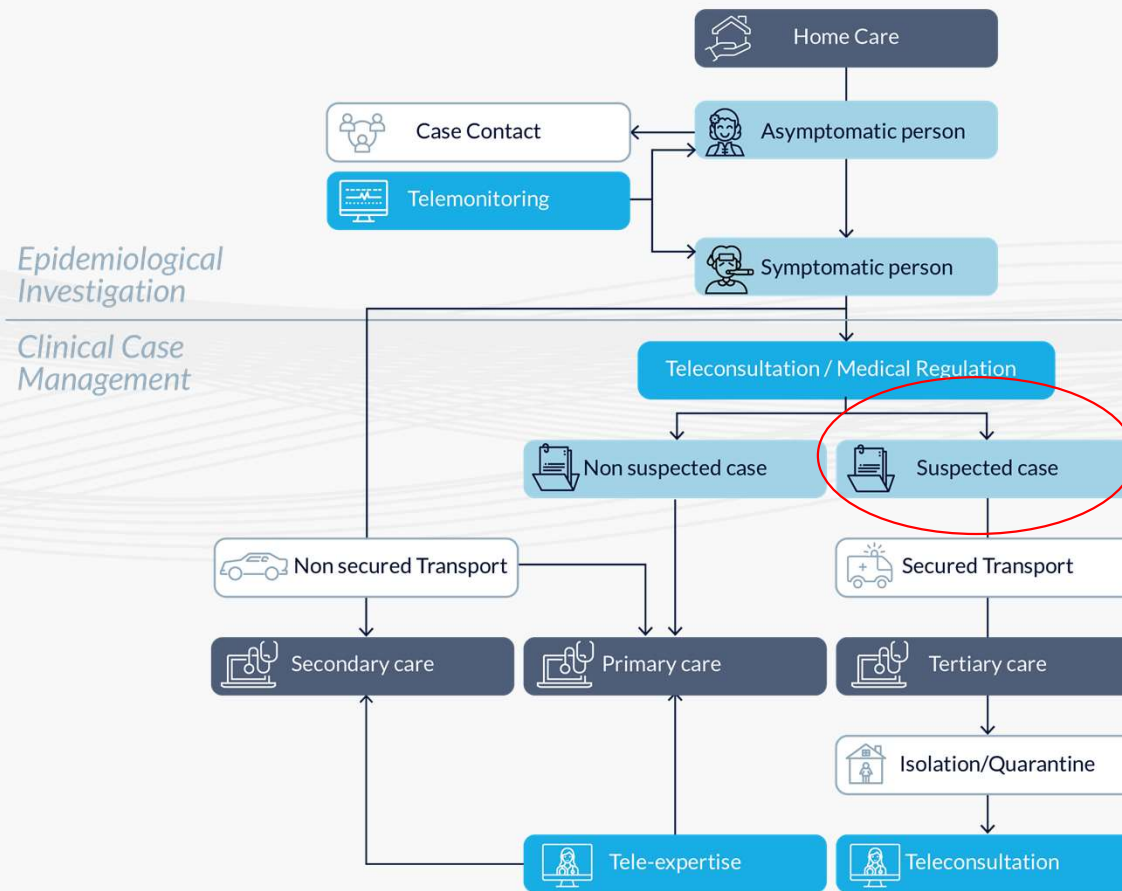 Home Care
Case Contact
Asymptomatic person
Telemonitoring
Epidemiological
Investigation
Symptomatic person
Clinical Case
Management
Teleconsultation / Medical Regulation
Non suspected case
Suspected case
Non secured Transport
Secured Transport
Secondary care
Primary care
Tertiary care
Isolation/Quarantine
Tele-expertise
Teleconsultation